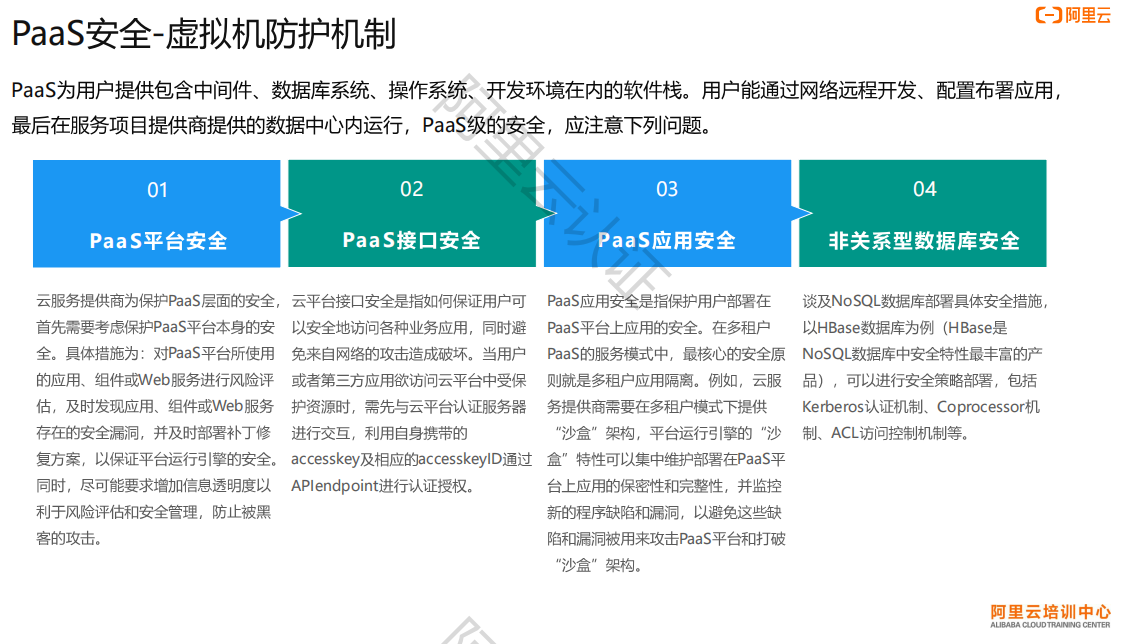 PaaS安全-虚拟机防护机制
阿里云
PaaS为用户提供包含中间件、数据库系统、操作系统、开发环境在内的软件栈。用户能通过网络远程开发、配置布署应用，
最后在服务项目提供商提供的数据中心内运行，PaaS级的安全，应注意下列问题。
01
PaaS平台安全
云服务提供商为保护PaaS层面的安全，
首先需要考虑保护PaaS平台本身的安
全。具体措施为：对PaaS平台所使用
的应用、组件或Web服务进行风险评
估，及时发现应用、组件或Web服务
存在的安全漏洞，并及时部署补丁修
复方案，以保证平台运行引擎的安全。
同时，尽可能要求增加信息透明度以
利于风险评估和安全管理，防止被黑
客的攻击。
02
PaaS接口安全
云平台接口安全是指如何保证用户可
以安全地访问各种业务应用，同时避
免来自网络的攻击造成破坏。当用户
或者第三方应用欲访问云平台中受保
护资源时，需先与云平台认证服务器
进行交互，利用自身携带的
accesskey及相应的accesskeyID通过
APIendpoint进行认证授权。
03
PaaS应用安全
PaaS应用安全是指保护用户部署在
PaaS平台上应用的安全。在多租户
PaaS的服务模式中，最核心的安全原
则就是多租户应用隔离。例如，云服
务提供商需要在多租户模式下提供
“沙盒”架构，平台运行引擎的“沙
盒”特性可以集中维护部署在PaaS平
台上应用的保密性和完整性，并监控
新的程序缺陷和漏洞，以避免这些缺
陷和漏洞被用来攻击PaaS平台和打破
“沙盒”架构。
04
非关系型数据库安全
谈及NoSQL数据库部署具体安全措施，
以HBase数据库为例（HBase是
NoSQL数据库中安全特性最丰富的产
品），可以进行安全策略部署，包括
Kerberos认证机制、Coprocessor机
制、ACL访问控制机制等。
阿里云认证
阿
阿里云培训中心
ALIBABA CLOUD TRAINING CENTER